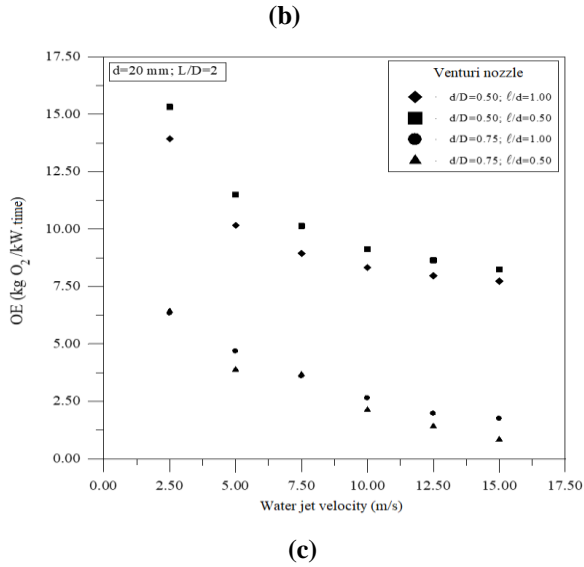 (b)
17.50
d=20 mm; L/D=2
Venturi nozzle
d/D=0.50; ℓ/d=1.00
d/D=0.50; ℓ/d=0.50
d/D=0.75; ℓ/d=1.00
d/D=0.75; ℓ/d=0.50
15.00
12.50
10.00
7.50
5.00
2.50
0.00
OE (kg O₂/kW.time)
0.00 2.50 5.00 7.50 10.00 12.50 15.00 17.50
Water jet velocity (m/s)
(c)